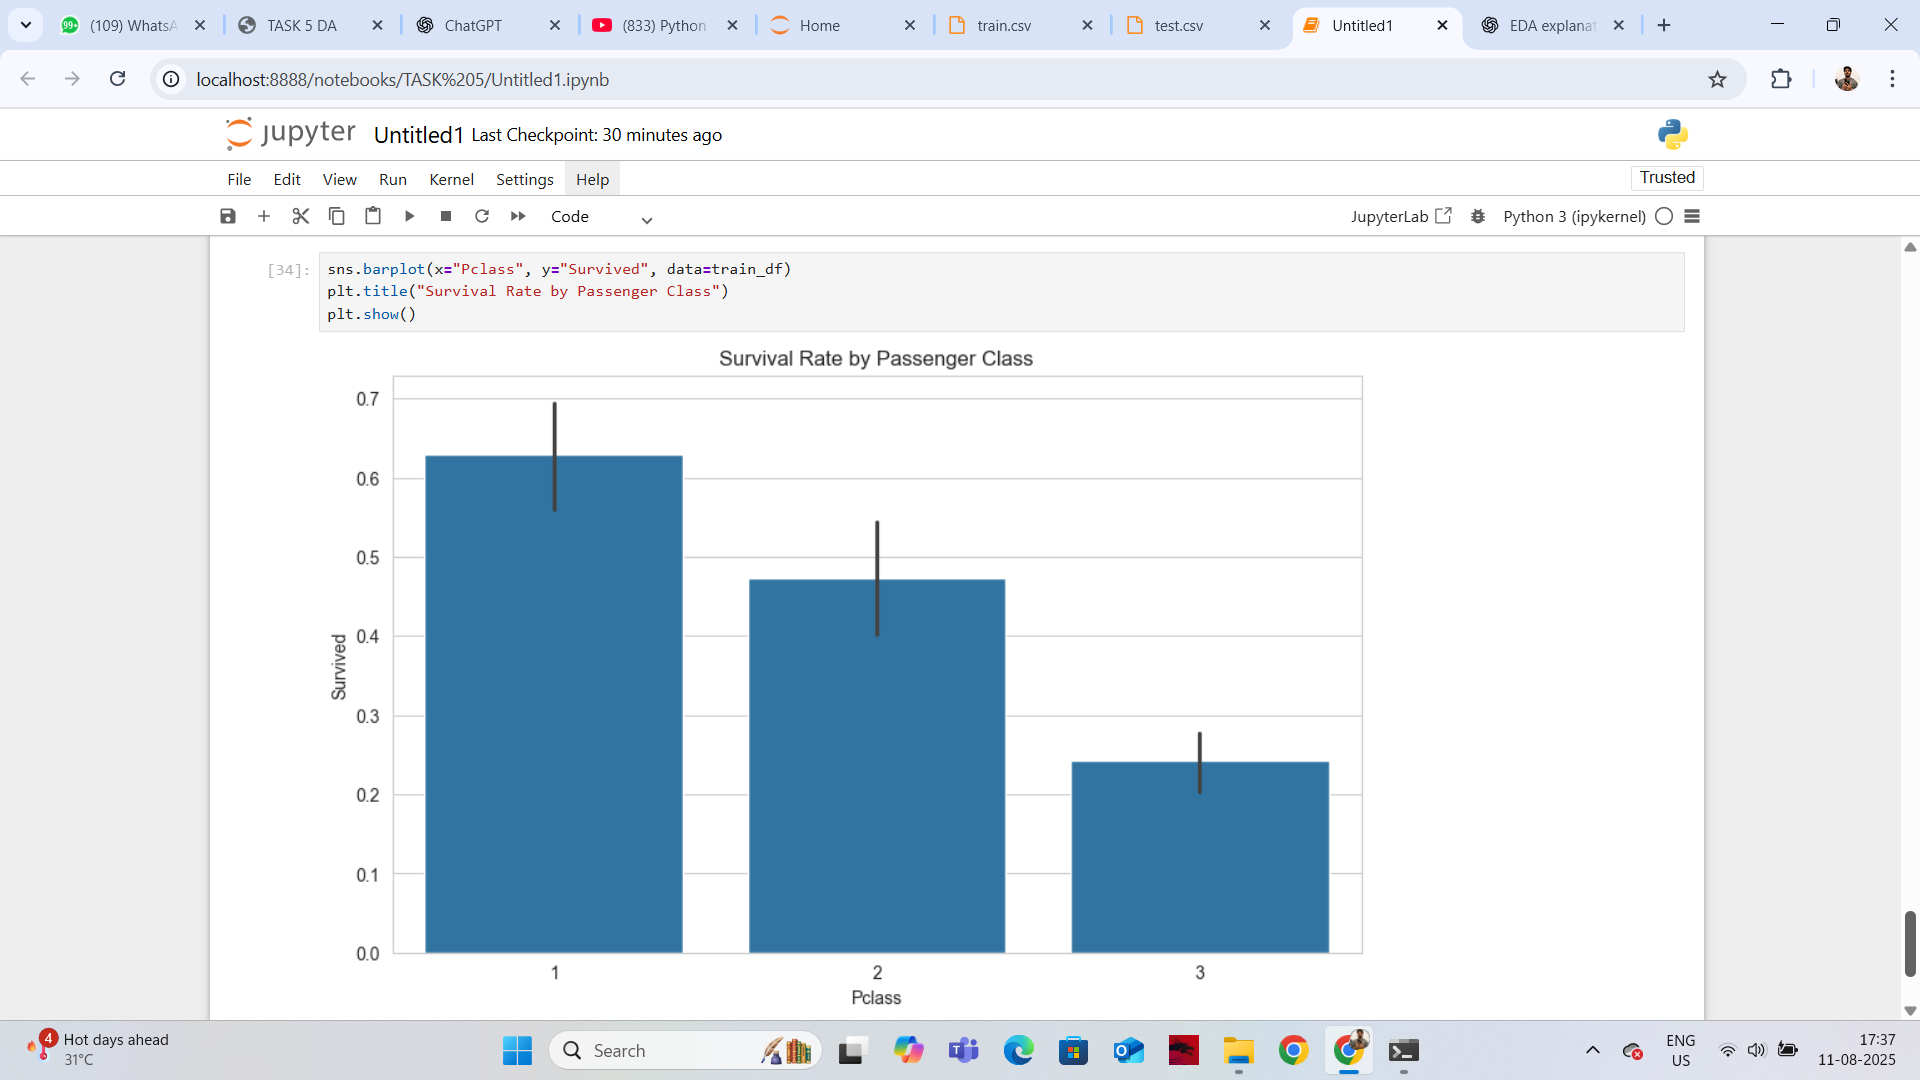 99+ (109) WhatsA
TASK 5 DA
ChatGPT
(833) Python
Home
train.csv
test.csv
Untitled1
EDA explanat
localhost:8888/notebooks/TASK%205/Untitled1.ipynb
jupyter Untitled1 Last Checkpoint: 30 minutes ago
File Edit View Run Kernel Settings Help
Trusted
Code
JupyterLab
Python 3 (ipykernel)
[34]:
sns.barplot(x="Pclass", y="Survived", data=train_df)
plt.title("Survival Rate by Passenger Class")
plt.show()
Survival Rate by Passenger Class
0.7
0.6
0.5
0.4
0.3
0.2
0.1
0.0
Survived
1 2 3
Pclass
4
Hot days ahead
31°C
Search
ENG
US
17:37
11-08-2025